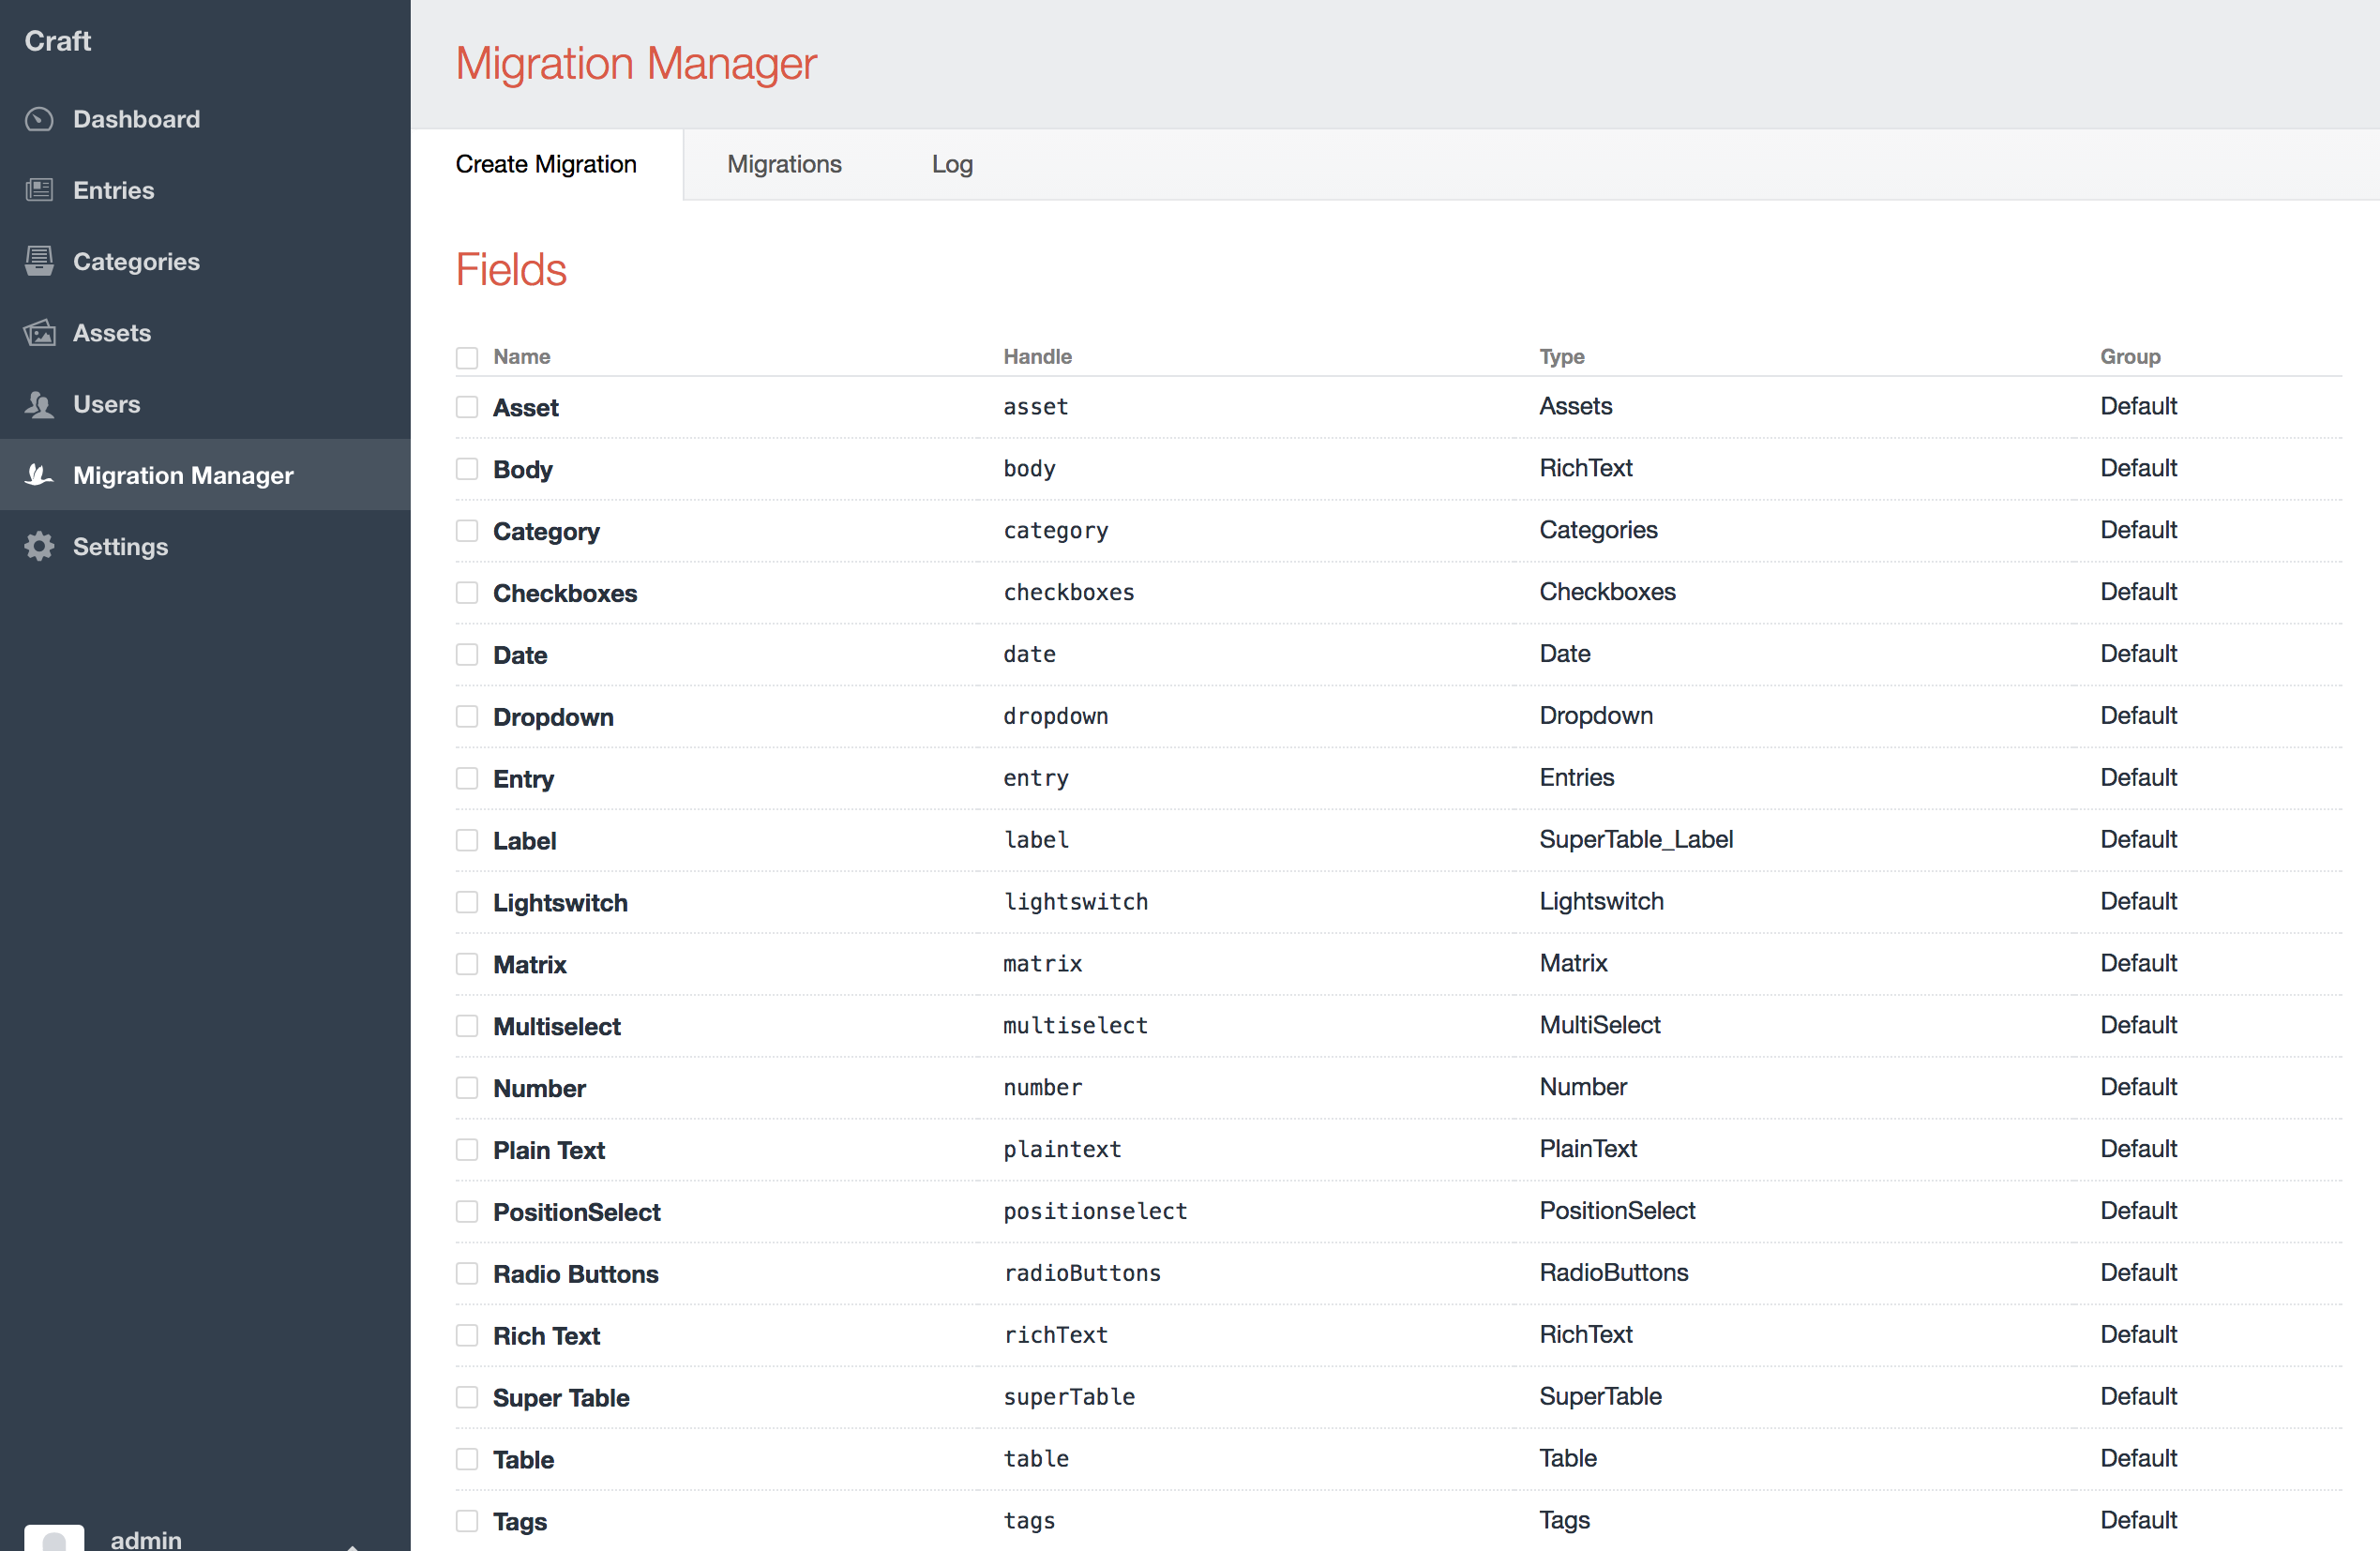 Craft
Dashboard
Entries
Categories
Assets
Users
Migration Manager
Settings
admin
Migration Manager
Create Migration Migrations Log
Fields
Name Handle Type Group
Asset asset Assets Default
Body body RichText Default
Category category Categories Default
Checkboxes checkboxes Checkboxes Default
Date date Date Default
Dropdown dropdown Dropdown Default
Entry entry Entries Default
Label label SuperTable_Label Default
Lightswitch lightswitch Lightswitch Default
Matrix matrix Matrix Default
Multiselect multiselect MultiSelect Default
Number number Number Default
Plain Text plaintext PlainText Default
PositionSelect positionselect PositionSelect Default
Radio Buttons radioButtons RadioButtons Default
Rich Text richText RichText Default
Super Table superTable SuperTable Default
Table table Table Default
Tags tags Tags Default